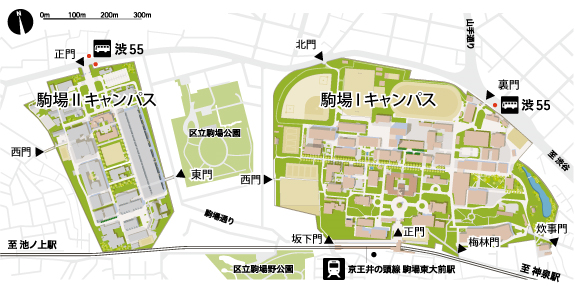 0m 100m 200m 300m
正門
渋55
北門
山手通り
裏門
渋55
駒場Ⅱキャンパス
駒場Ⅰキャンパス
区立駒場公園
至 渋谷
西門
東門
西門
駒場通り
炊事門
正門
梅林門
坂下門
至 池ノ上駅
区立駒場野公園
京王井の頭線 駒場東大前駅
至 神泉駅